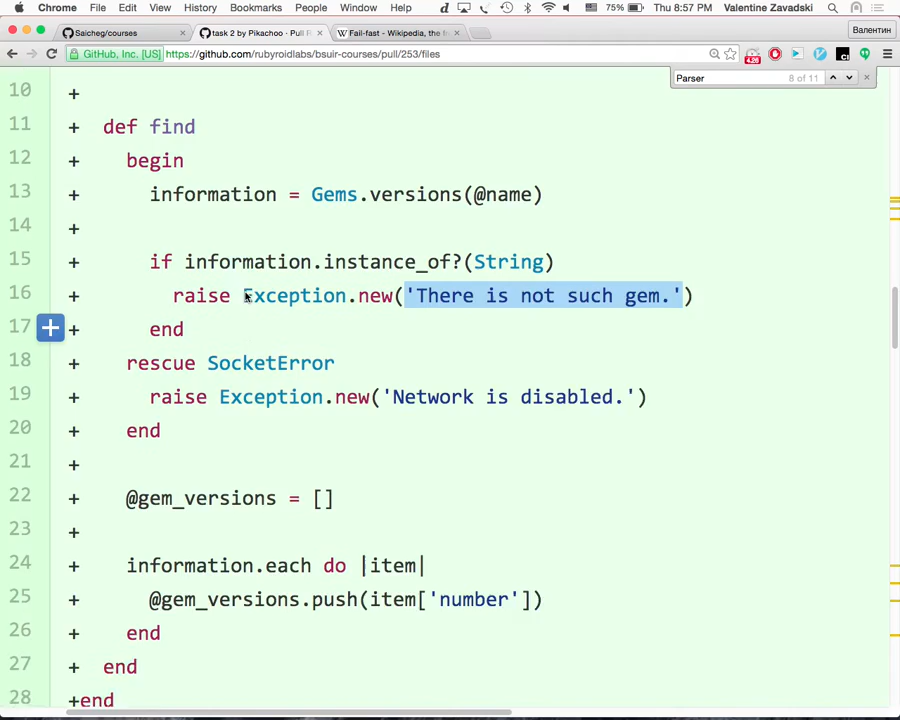 Chrome File Edit View History Bookmarks People Window Help 75% Thu 8:57 PM Valentine Zavadski
Saicheg/courses task 2 by Pikachoo · Pull R Fail-fast - Wikipedia, the fr Валентин
GitHub, Inc. [US] https://github.com/rubyroidlabs/bsuir-courses/pull/253/files
Parser 8 of 11
10 +
11 + def find
12 + begin
13 + information = Gems.versions(@name)
14 +
15 + if information.instance_of?(String)
16 + raise Exception.new('There is not such gem.')
17 + end
18 + rescue SocketError
19 + raise Exception.new('Network is disabled.')
20 + end
21 +
22 + @gem_versions = []
23 +
24 + information.each do |item|
25 + @gem_versions.push(item['number'])
26 + end
27 + end
28 +end